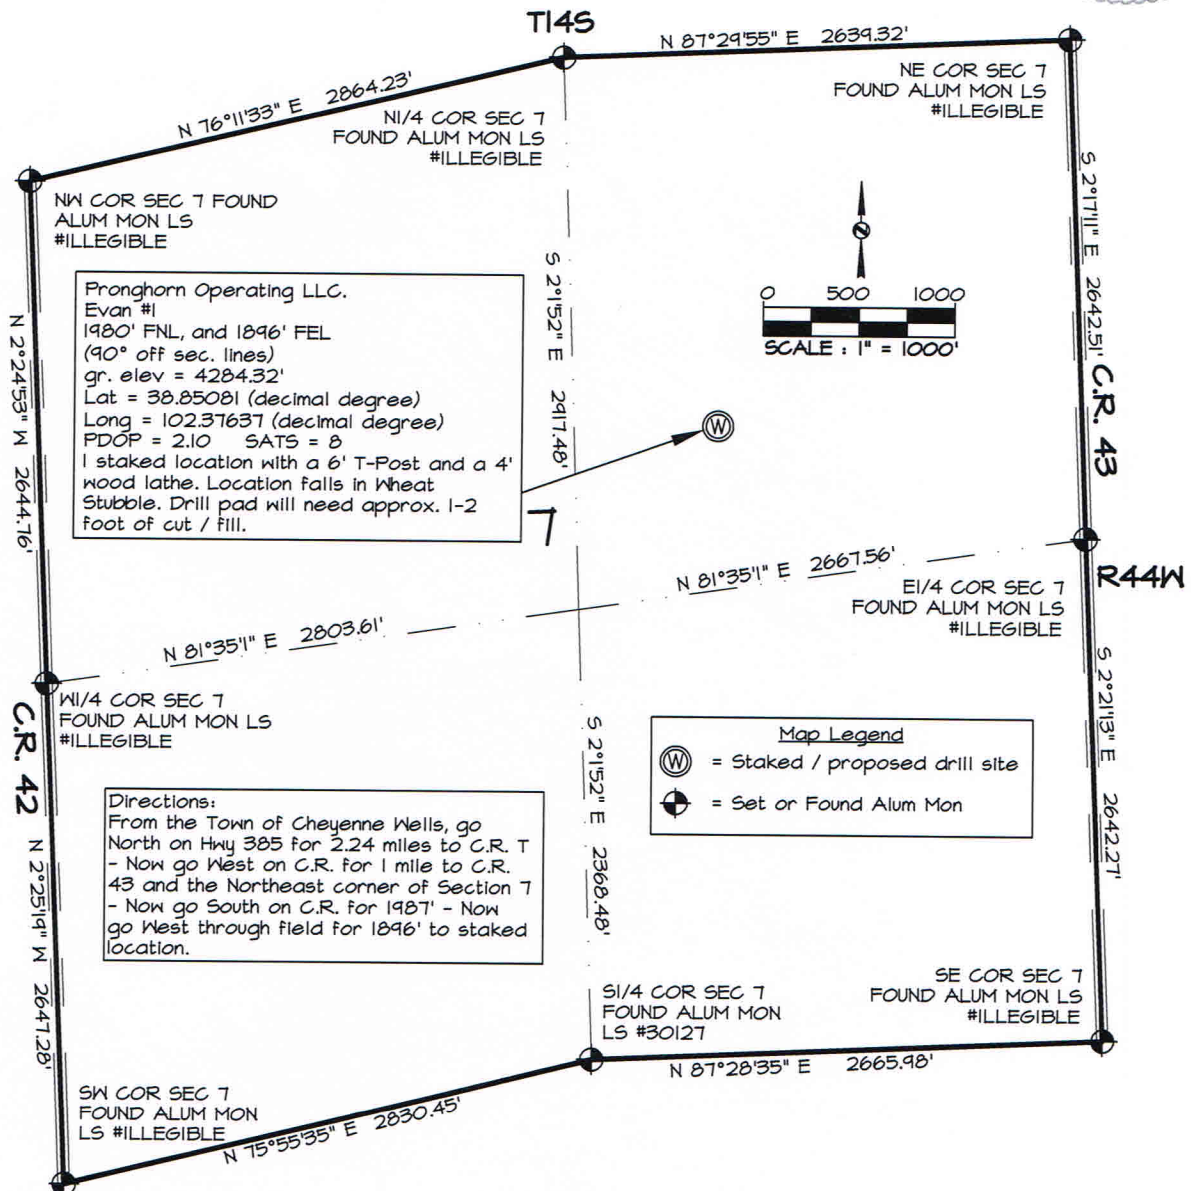 T14S
N 87°29'55" E 2639.32'
N 76°11'33" E 2864.23'
NE COR SEC 7
FOUND ALUM MON LS
#ILLEGIBLE
N1/4 COR SEC 7
FOUND ALUM MON LS
#ILLEGIBLE
NW COR SEC 7 FOUND
ALUM MON LS
#ILLEGIBLE
S 2°17'11" E 2642.51'
S 2°1'52" E 2917.48'
N
0 500 1000
SCALE : 1" = 1000'
Pronghorn Operating LLC.
Evan #1
1980' FNL, and 1896' FEL
(90° off sec. lines)
gr. elev = 4284.32'
Lat = 38.85081 (decimal degree)
Long = 102.37637 (decimal degree)
PDOP = 2.10 SATS = 8
I staked location with a 6' T-Post and a 4'
wood lathe. Location falls in Wheat
Stubble. Drill pad will need approx. 1-2
foot of cut / fill.
N 2°24'53" W 2644.76'
W
C.R. 43
7
N 81°35'1" E 2667.56'
R44W
E1/4 COR SEC 7
FOUND ALUM MON LS
#ILLEGIBLE
N 81°35'1" E 2803.61'
W1/4 COR SEC 7
FOUND ALUM MON LS
#ILLEGIBLE
C.R. 42
S 2°21'13" E 2642.27'
S 2°1'52" E 2368.48'
Map Legend
W = Staked / proposed drill site
= Set or Found Alum Mon
Directions:
From the Town of Cheyenne Wells, go
North on Hwy 385 for 2.24 miles to C.R. T
- Now go West on C.R. for 1 mile to C.R.
43 and the Northeast corner of Section 7
- Now go South on C.R. for 1987' - Now
go West through field for 1896' to staked
location.
N 2°25'19" W 2647.28'
SE COR SEC 7
FOUND ALUM MON LS
#ILLEGIBLE
S1/4 COR SEC 7
FOUND ALUM MON
LS #30127
N 87°28'35" E 2665.98'
SW COR SEC 7
FOUND ALUM MON
LS #ILLEGIBLE
N 75°55'35" E 2830.45'